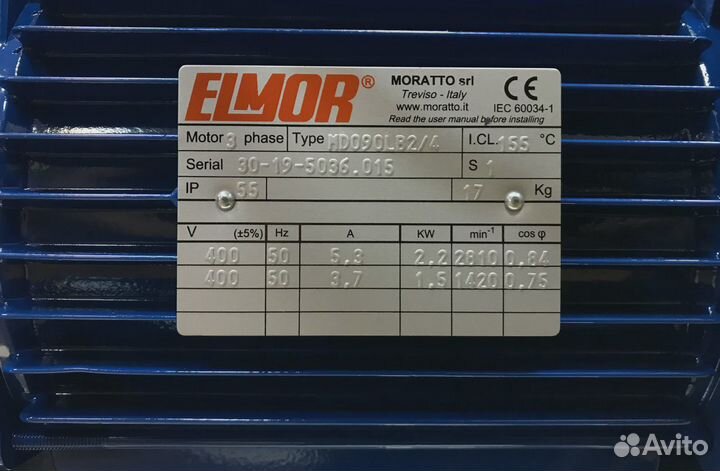 ELMOR®
MORATTO srl
Treviso - Italy
www.moratto.it
CE
IEC 60034-1
Read the user manual before installing
Motor 3 phase Type MD090LB2/4 I.CL. 155 °C
Serial 30-19-5036.015 S 1
IP 55 17 Kg
V (±5%) Hz A KW min-1 cos φ
400 50 5,3 2,2 2810 0,84
400 50 3,7 1,5 1420 0,75
Avito